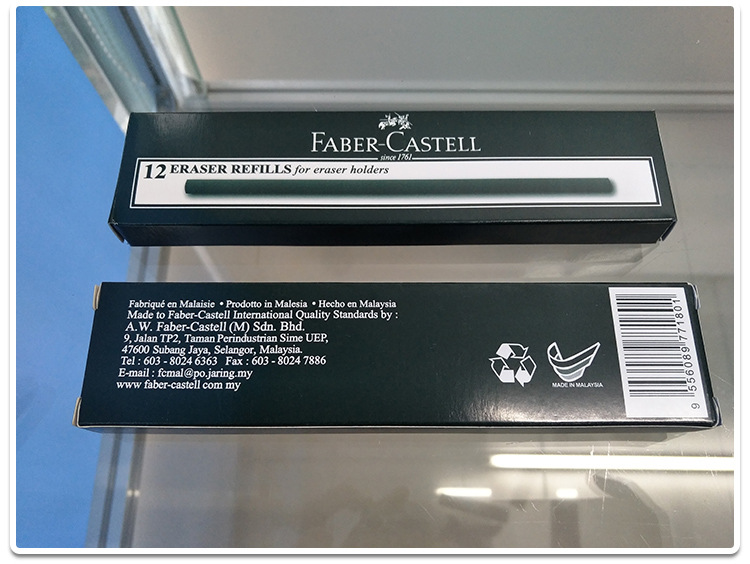 FABER-CASTELL
since 1761
12 ERASER REFILLS for eraser holders
Fabriqué en Malaisie • Prodotto in Malesia • Hecho en Malaysia
Made to Faber-Castell International Quality Standards by :
A.W. Faber-Castell (M) Sdn. Bhd.
9, Jalan TP2, Taman Perindustrian Sime UEP,
47600 Subang Jaya, Selangor, Malaysia.
Tel : 603 - 8024 6363 Fax : 603 - 8024 7886
E-mail : fcmal@po.jaring.my
www.faber-castell.com.my
MADE IN MALAYSIA
9 556089 771801